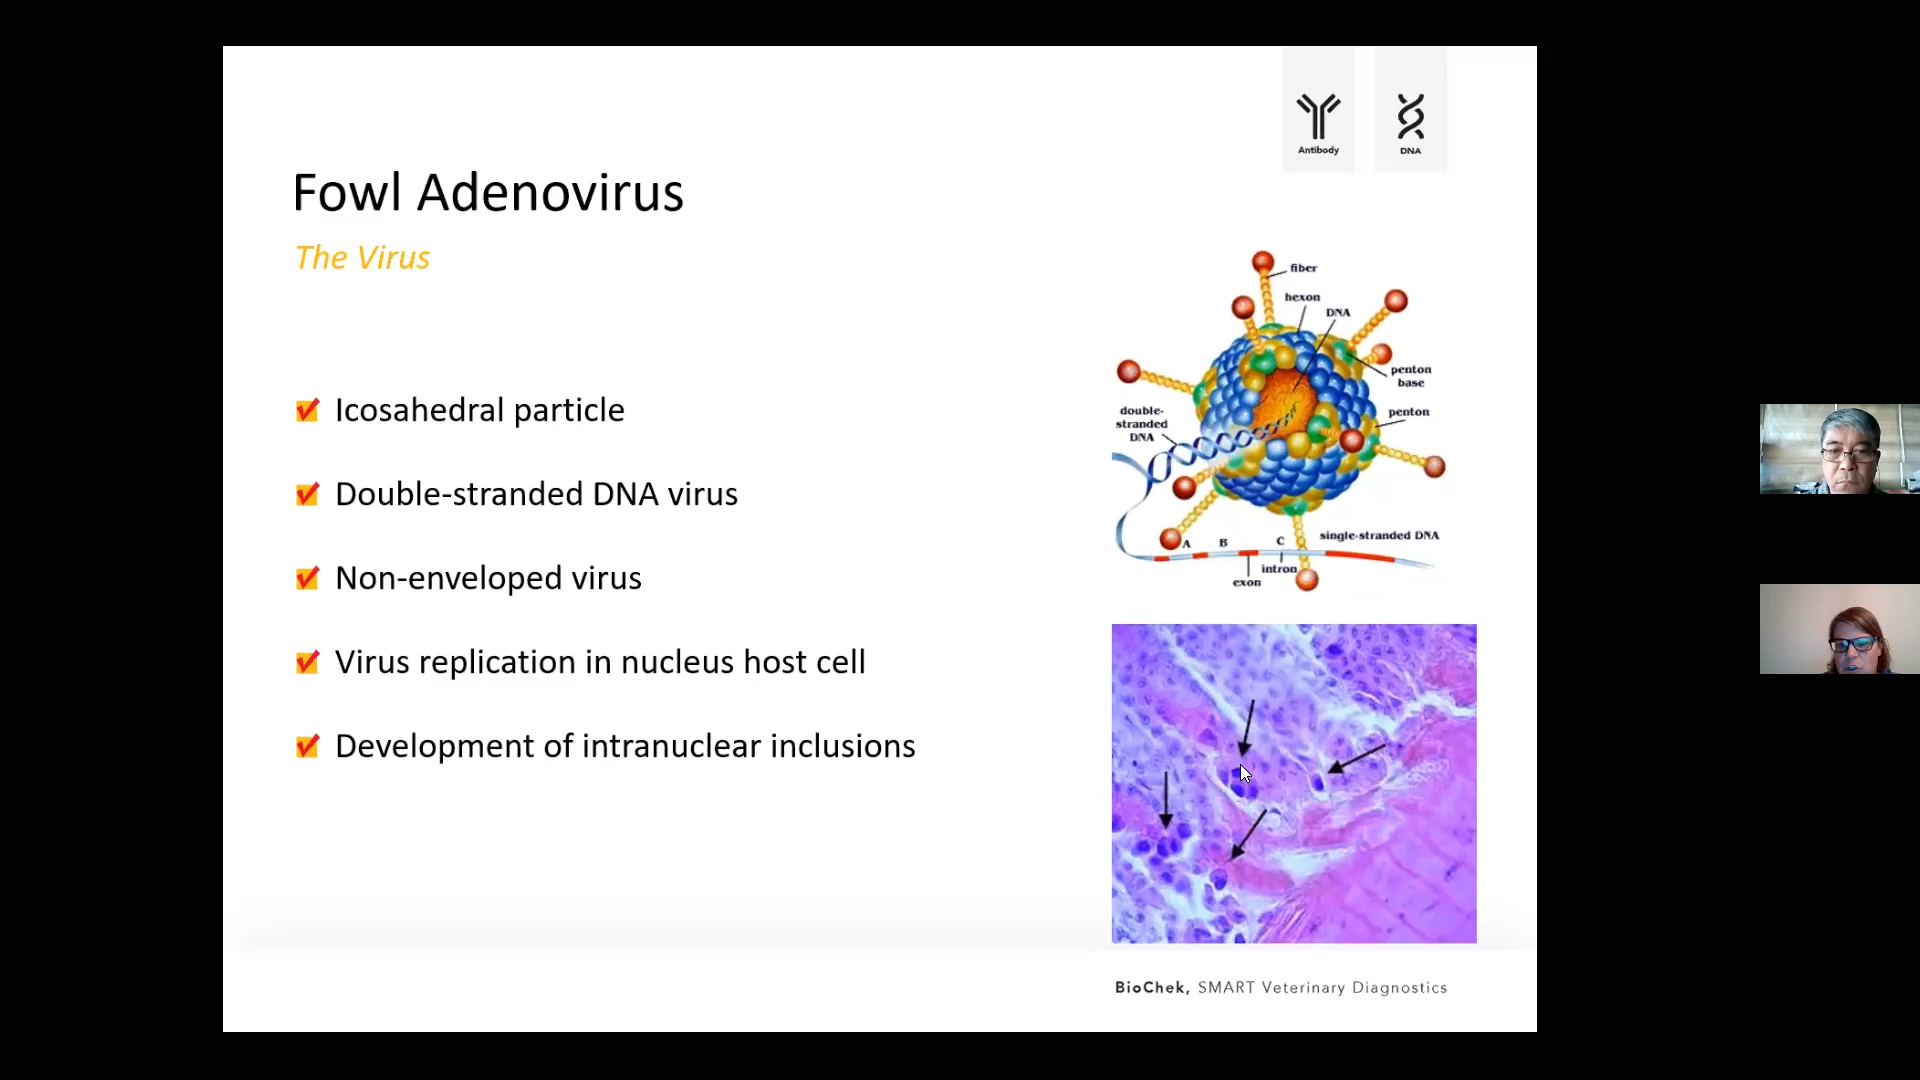 Antibody
DNA
Fowl Adenovirus
The Virus
Icosahedral particle
Double-stranded DNA virus
Non-enveloped virus
Virus replication in nucleus host cell
Development of intranuclear inclusions
fiber
hexon
DNA
penton
base
penton
double-
stranded
DNA
A
B
C
single-stranded DNA
intron
exon
BioChek, SMART Veterinary Diagnostics